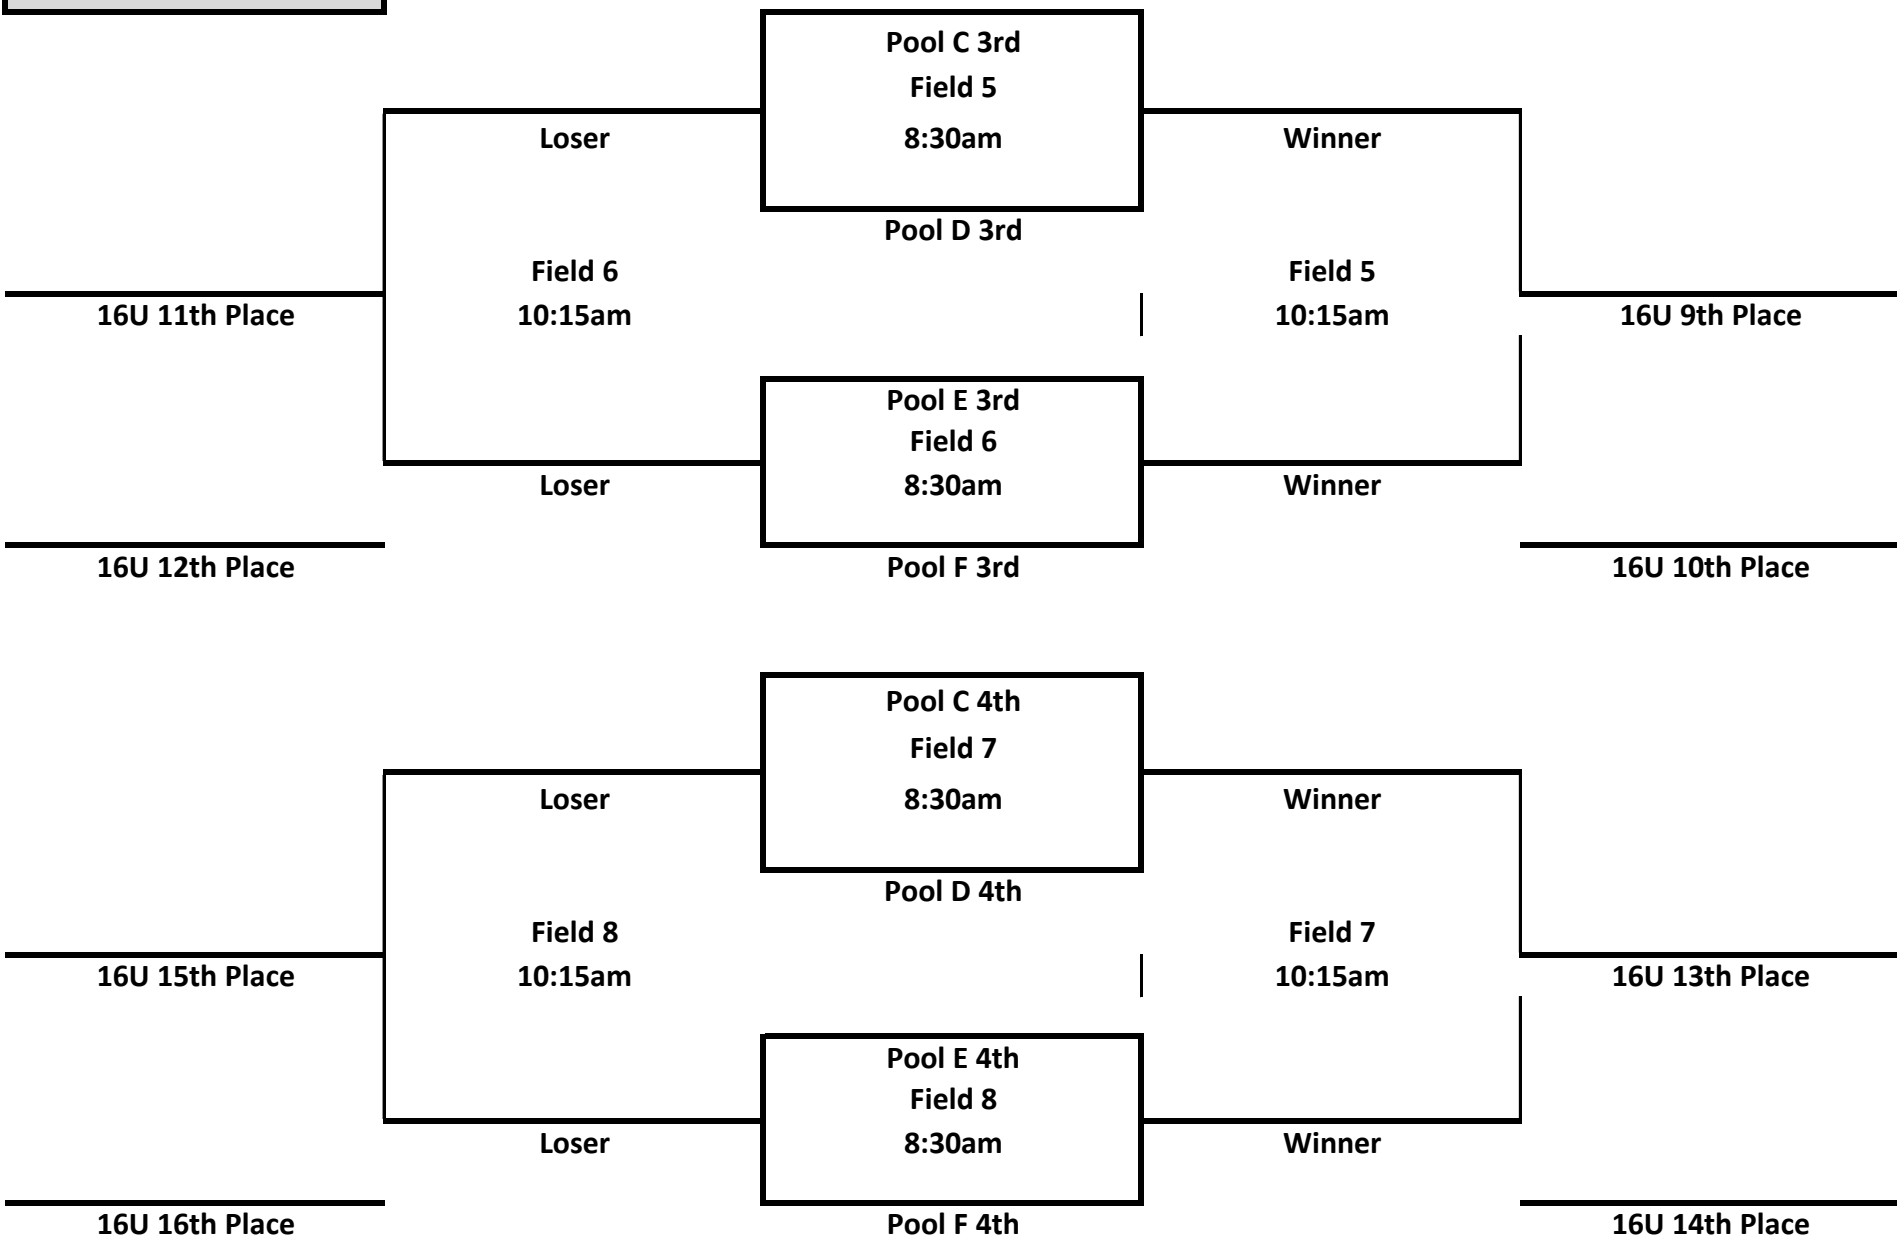 Pool C 3rd
Field 5
Loser
8:30am
Winner
Pool D 3rd
Field 6
Field 5
16U 11th Place
10:15am
10:15am
16U 9th Place
Pool E 3rd
Field 6
Loser
8:30am
Winner
16U 12th Place
Pool F 3rd
16U 10th Place
Pool C 4th
Field 7
Loser
8:30am
Winner
Pool D 4th
Field 8
Field 7
16U 15th Place
10:15am
10:15am
16U 13th Place
Pool E 4th
Field 8
Loser
8:30am
Winner
16U 16th Place
Pool F 4th
16U 14th Place